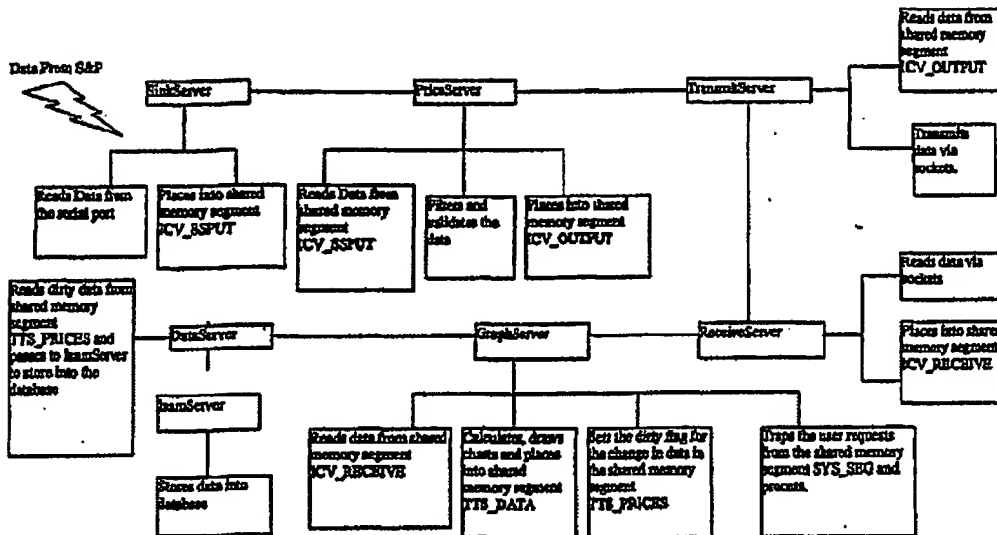 Data From S&P
SinkServer
PriceServer
TransmitServer
Reads data from
shared memory
segment
ICV_OUTPUT
Transmits
data via
sockets.
Reads Data from
the serial port
Places into shared
memory segment
ICV_SSPUT
Reads Data from
shared memory
segment
ICV_SSPUT
Filters and
validates the
data
Places into shared
memory segment
ICV_OUTPUT
Reads data via
sockets
Reads dirty data from
shared memory
segment
TTS_PRICES and
passes to IsamServer
to store into the
database
DataServer
GraphServer
ReceiveServer
Places into shared
memory segment
ICV_RECEIVE
IsamServer
Stores data into
database
Reads data from shared
memory segment
ICV_RECEIVE
Calculates, draws
charts and places
into shared
memory segment
TTS_DATA
Sets the dirty flag for
the change in data in
the shared memory
segment
TTS_PRICES
Traps the user requests
from the shared memory
segment SYS_SEG and
process.